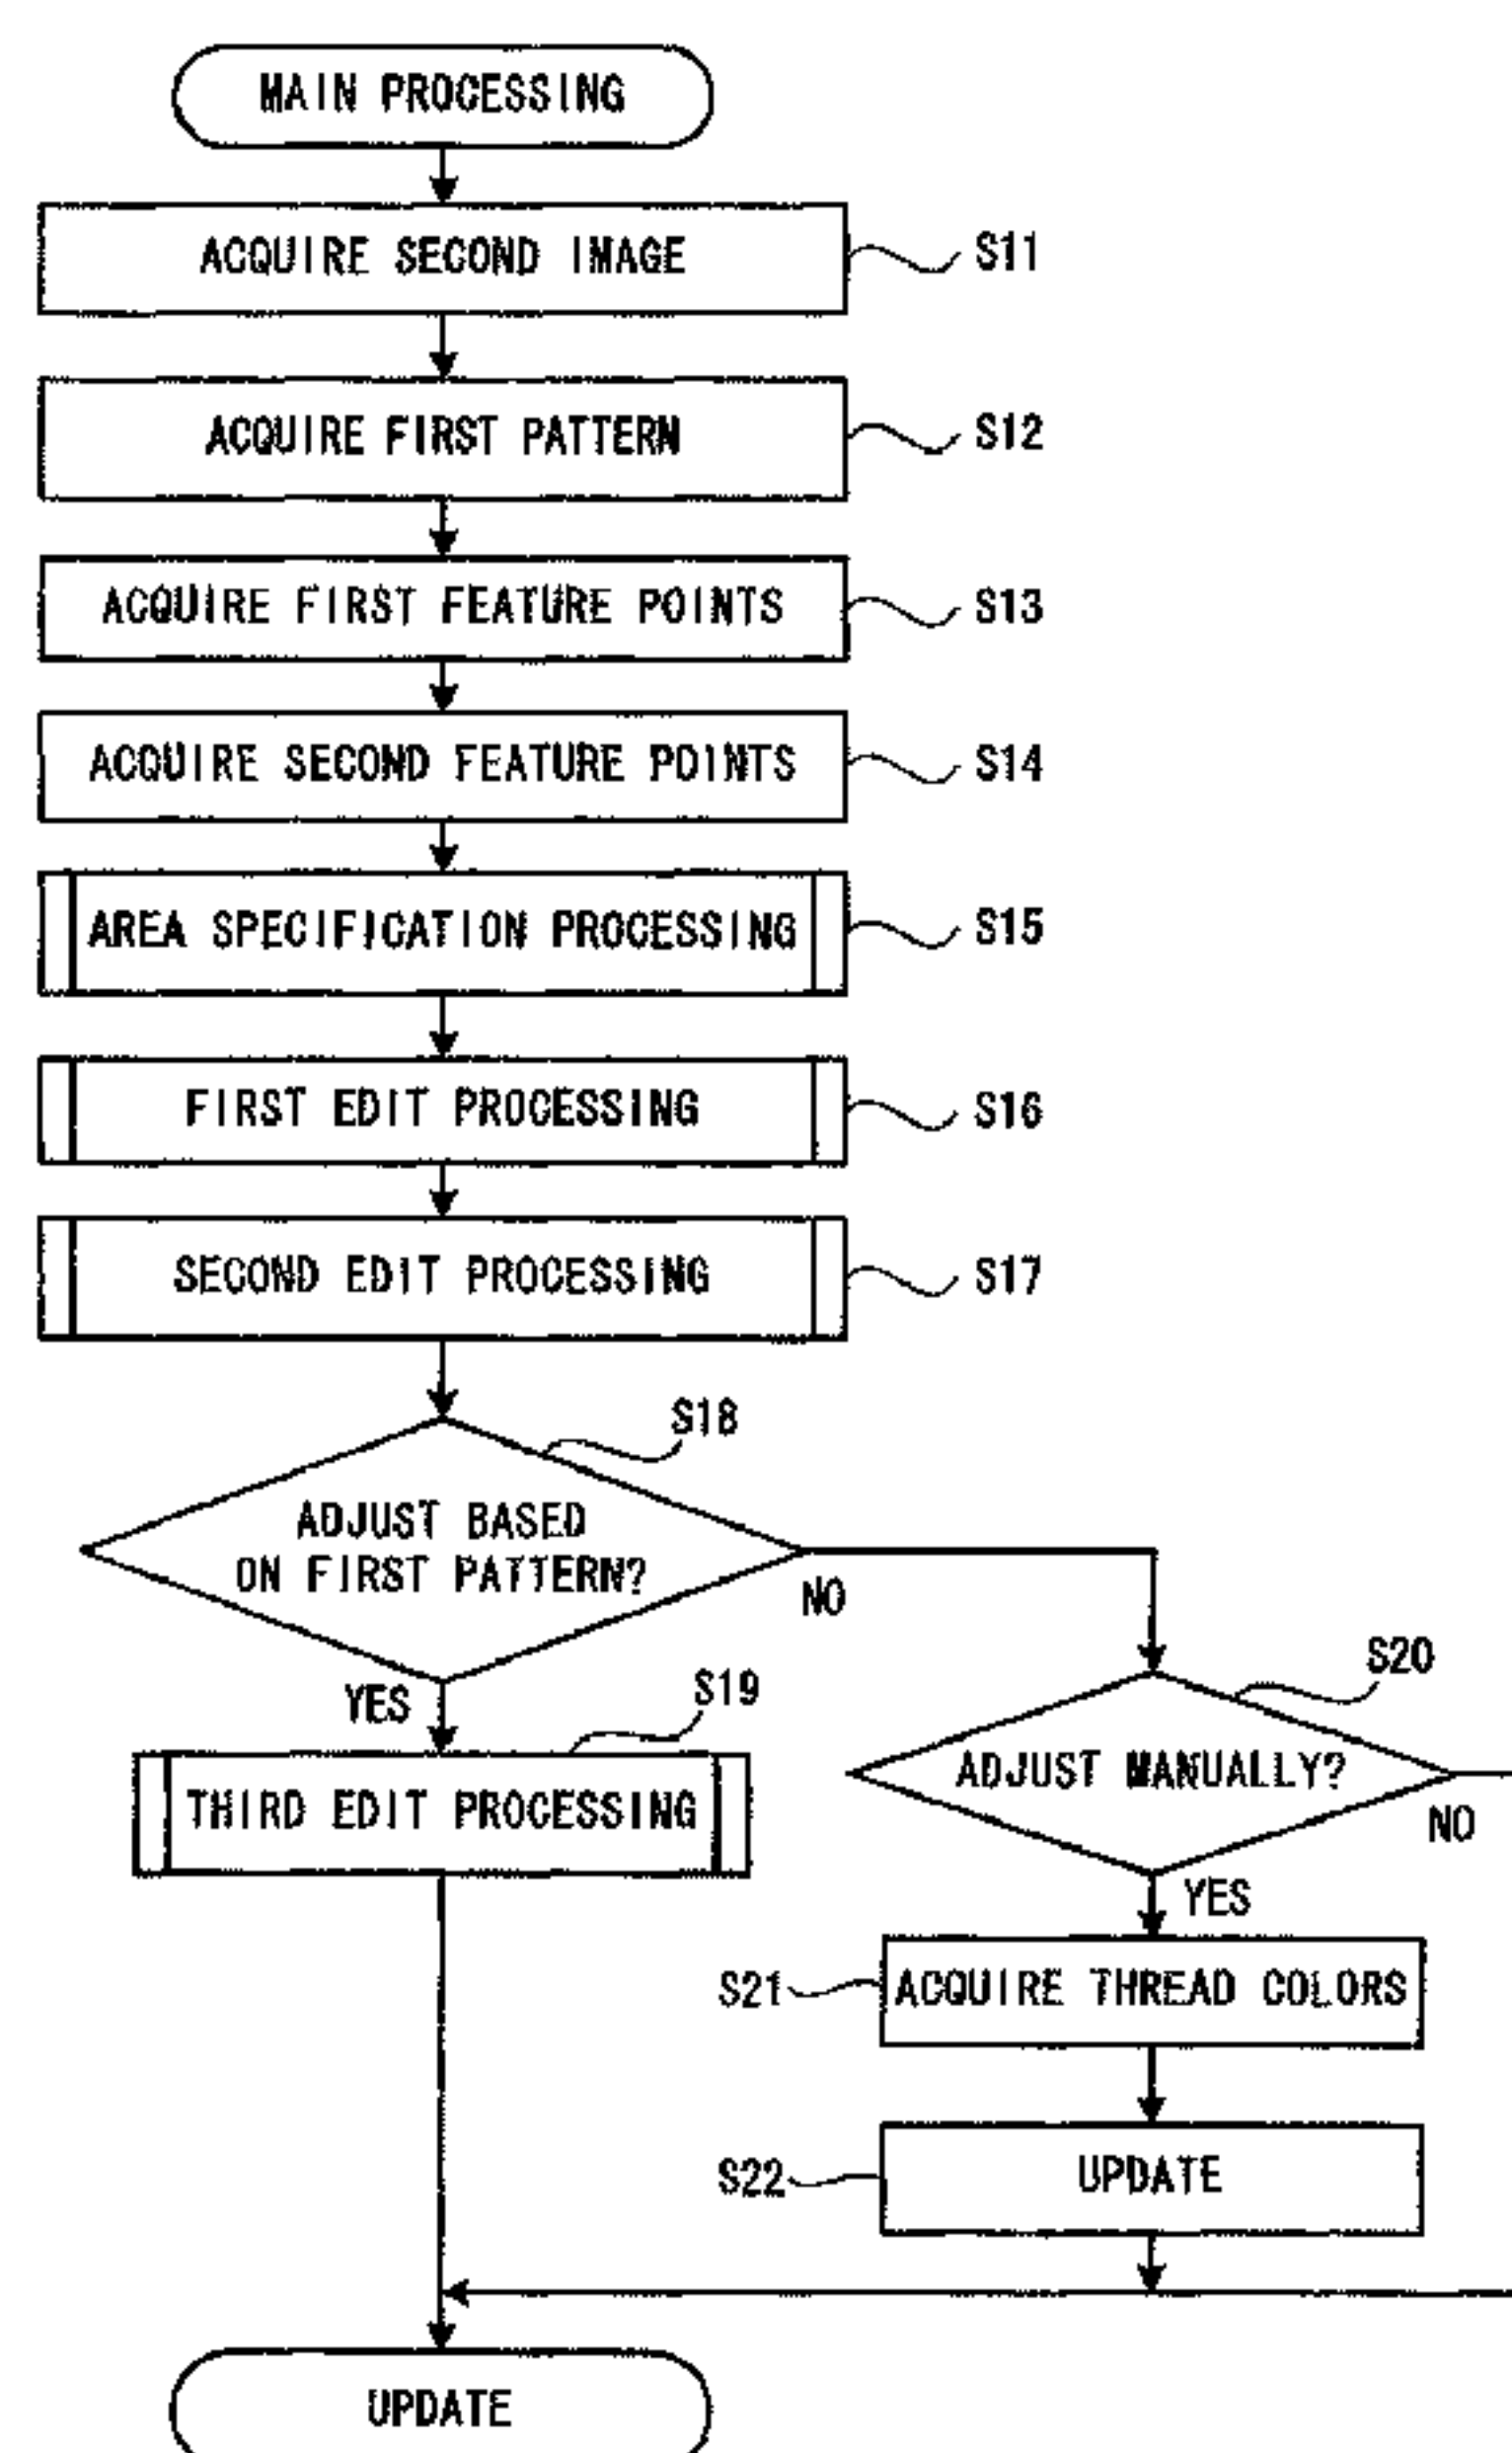 MAIN PROCESSING
ACQUIRE SECOND IMAGE
S11
ACQUIRE FIRST PATTERN
S12
ACQUIRE FIRST FEATURE POINTS
S13
ACQUIRE SECOND FEATURE POINTS
S14
AREA SPECIFICATION PROCESSING
S15
FIRST EDIT PROCESSING
S16
SECOND EDIT PROCESSING
S17
S18
ADJUST BASED
ON FIRST PATTERN?
NO
YES
S19
THIRD EDIT PROCESSING
S20
ADJUST MANUALLY?
NO
YES
S21
ACQUIRE THREAD COLORS
S22
UPDATE
UPDATE